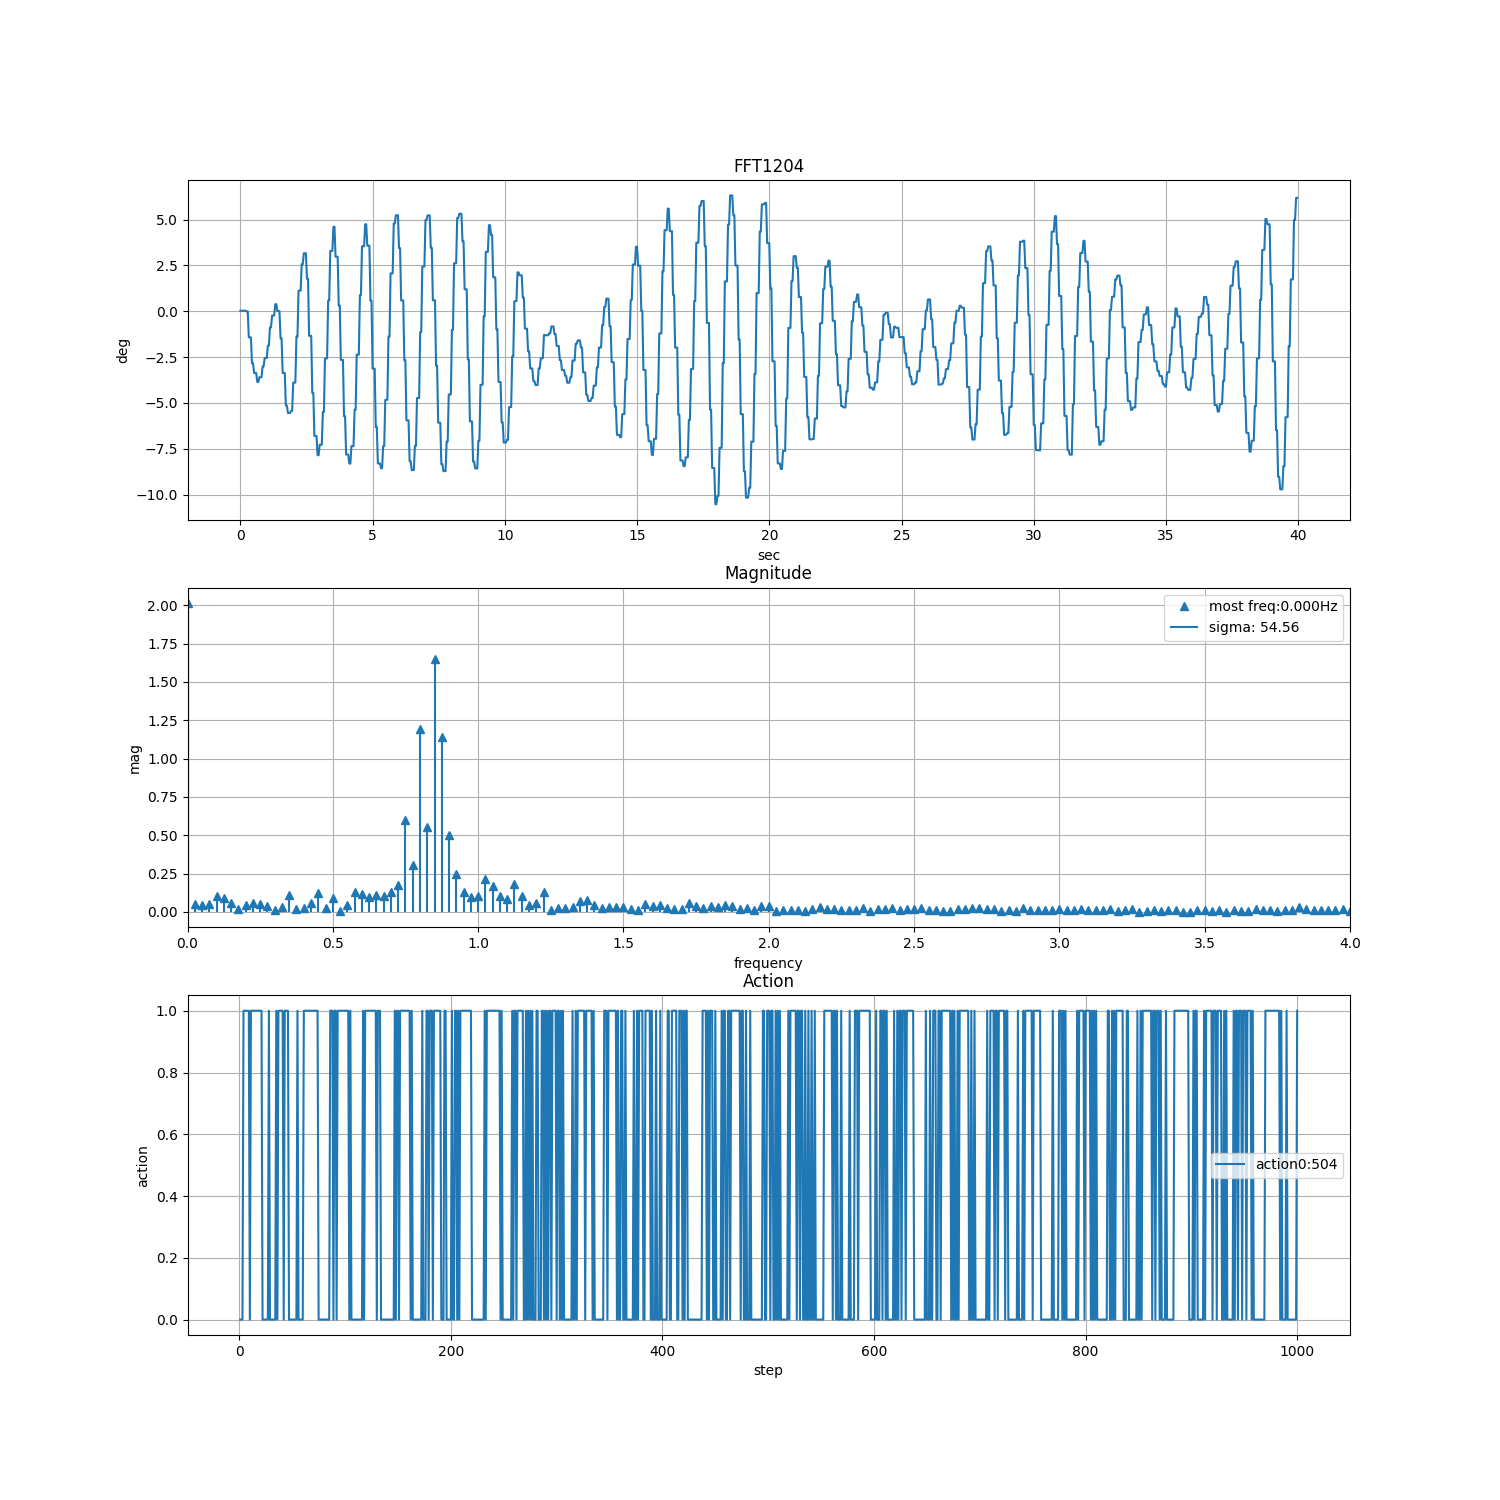 FFT1204
deg
5.0
2.5
0.0
−2.5
−5.0
−7.5
−10.0
0 5 10 15 20 25 30 35 40
sec
Magnitude
mag
2.00
1.75
1.50
1.25
1.00
0.75
0.50
0.25
0.00
most freq:0.000Hz
sigma: 54.56
0.0 0.5 1.0 1.5 2.0 2.5 3.0 3.5 4.0
frequency
Action
action
1.0
0.8
0.6
0.4
0.2
0.0
action0:504
0 200 400 600 800 1000
step